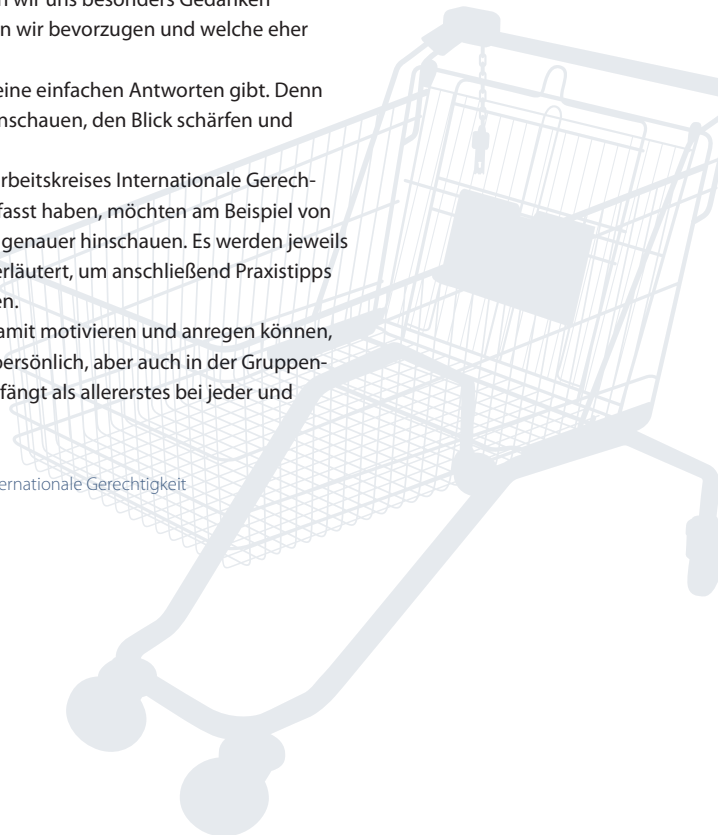 n wir uns besonders Gedanken
n wir bevorzugen und welche eher
eine einfachen Antworten gibt. Denn
nschauen, den Blick schärfen und
rbeitskreises Internationale Gerech-
fasst haben, möchten am Beispiel von
genauer hinschauen. Es werden jeweils
erläutert, um anschließend Praxistipps
en.
amit motivieren und anregen können,
persönlich, aber auch in der Gruppen-
fängt als allererstes bei jeder und
ernationale Gerechtigkeit